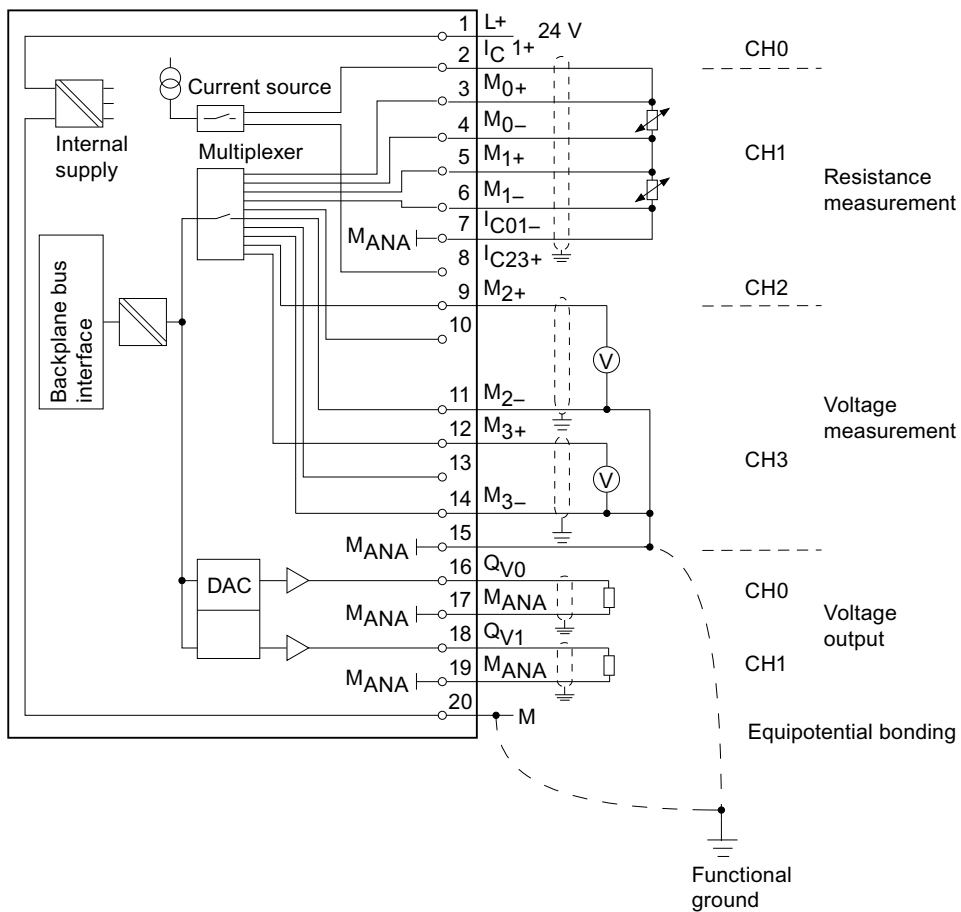 1 L+
24 V
2 IC 1+
3 M0+
4 M0–
5 M1+
6 M1–
7 IC01–
MANA
8 IC23+
9 M2+
10
11 M2–
12 M3+
13
14 M3–
15
MANA
16 QV0
17 MANA
MANA
18 QV1
19 MANA
MANA
20
M
Current source
Internal
supply
Multiplexer
Backplane bus
interface
DAC
V
V
CH0
CH1
Resistance
measurement
CH2
Voltage
measurement
CH3
CH0
Voltage
output
CH1
Equipotential bonding
Functional
ground